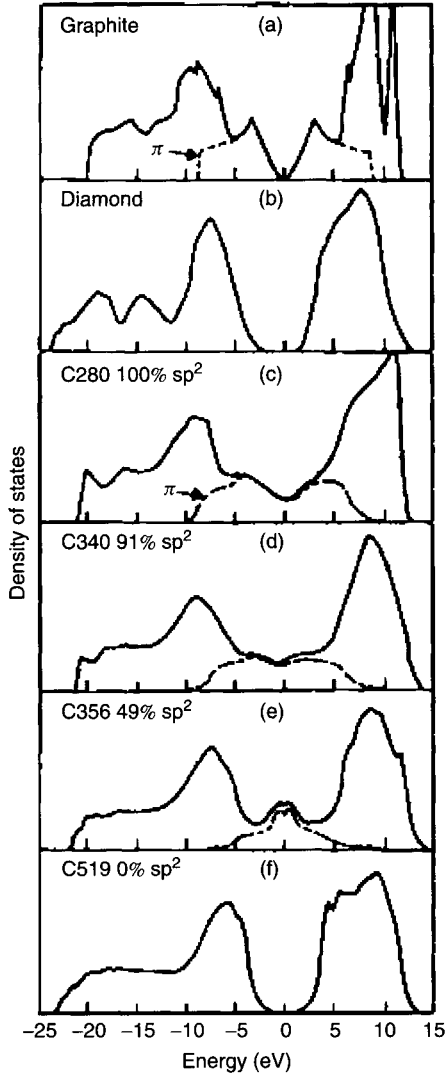 Graphite (a)
π
Diamond (b)
C280 100% sp²
(c)
π
C340 91% sp²
(d)
C356 49% sp²
(e)
C519 0% sp²
(f)
Density of states
−25 −20 −15 −10 −5 0 5 10 15
Energy (eV)